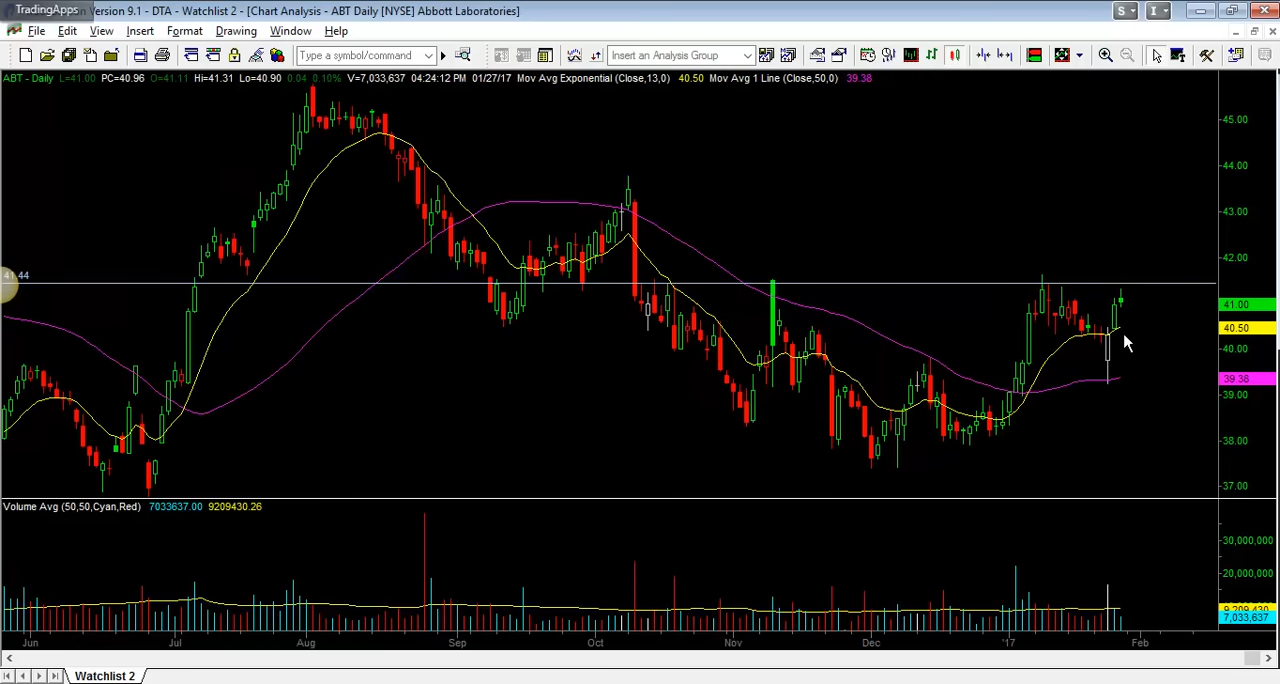 TradingApps
n Version 9.1 - DTA - Watchlist 2 - [Chart Analysis - ABT Daily [NYSE] Abbott Laboratories]
S
I
File Edit View Insert Format Drawing Window Help
Type a symbol/command
Insert an Analysis Group
ABT - Daily L=41.00 PC=40.96 O=41.11 Hi=41.31 Lo=40.90 0.04 0.10% V=7,033,637 04:24:12 PM 01/27/17 Mov Avg Exponential (Close,13,0) 40.50 Mov Avg 1 Line (Close,50,0) 39.38
45.00
44.00
43.00
42.00
41.44
41.00
40.50
40.00
39.38
39.00
38.00
37.00
Volume Avg (50,50,Cyan,Red) 7033637.00 9209430.26
30,000,000
20,000,000
9,209,430
7,033,637
Jun Jul Aug Sep Oct Nov Dec '17 Feb
Watchlist 2